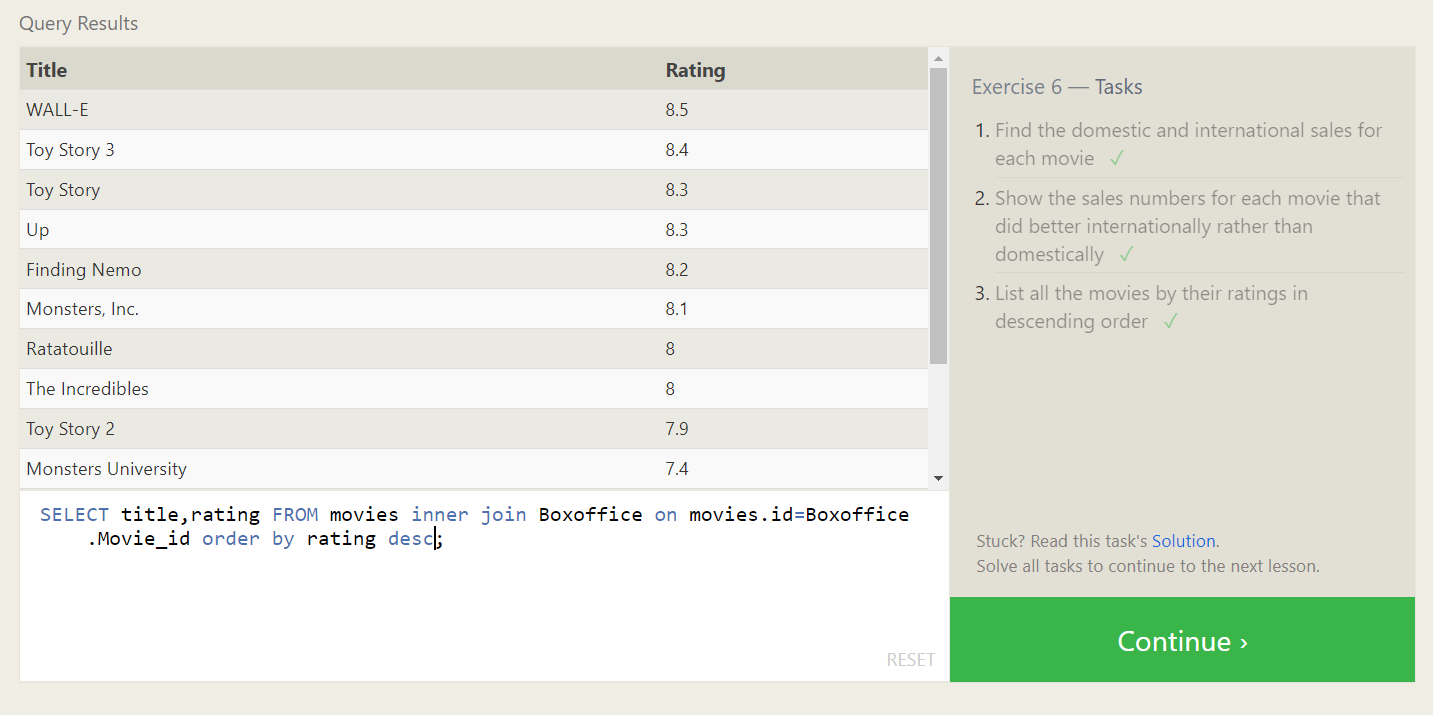 Query Results
Title Rating
WALL-E 8.5
Toy Story 3 8.4
Toy Story 8.3
Up 8.3
Finding Nemo 8.2
Monsters, Inc. 8.1
Ratatouille 8
The Incredibles 8
Toy Story 2 7.9
Monsters University 7.4
SELECT title,rating FROM movies inner join Boxoffice on movies.id=Boxoffice
.Movie_id order by rating desc;
RESET
Exercise 6 — Tasks
1. Find the domestic and international sales for
each movie ✓
2. Show the sales numbers for each movie that
did better internationally rather than
domestically ✓
3. List all the movies by their ratings in
descending order ✓
Stuck? Read this task's Solution.
Solve all tasks to continue to the next lesson.
Continue ›